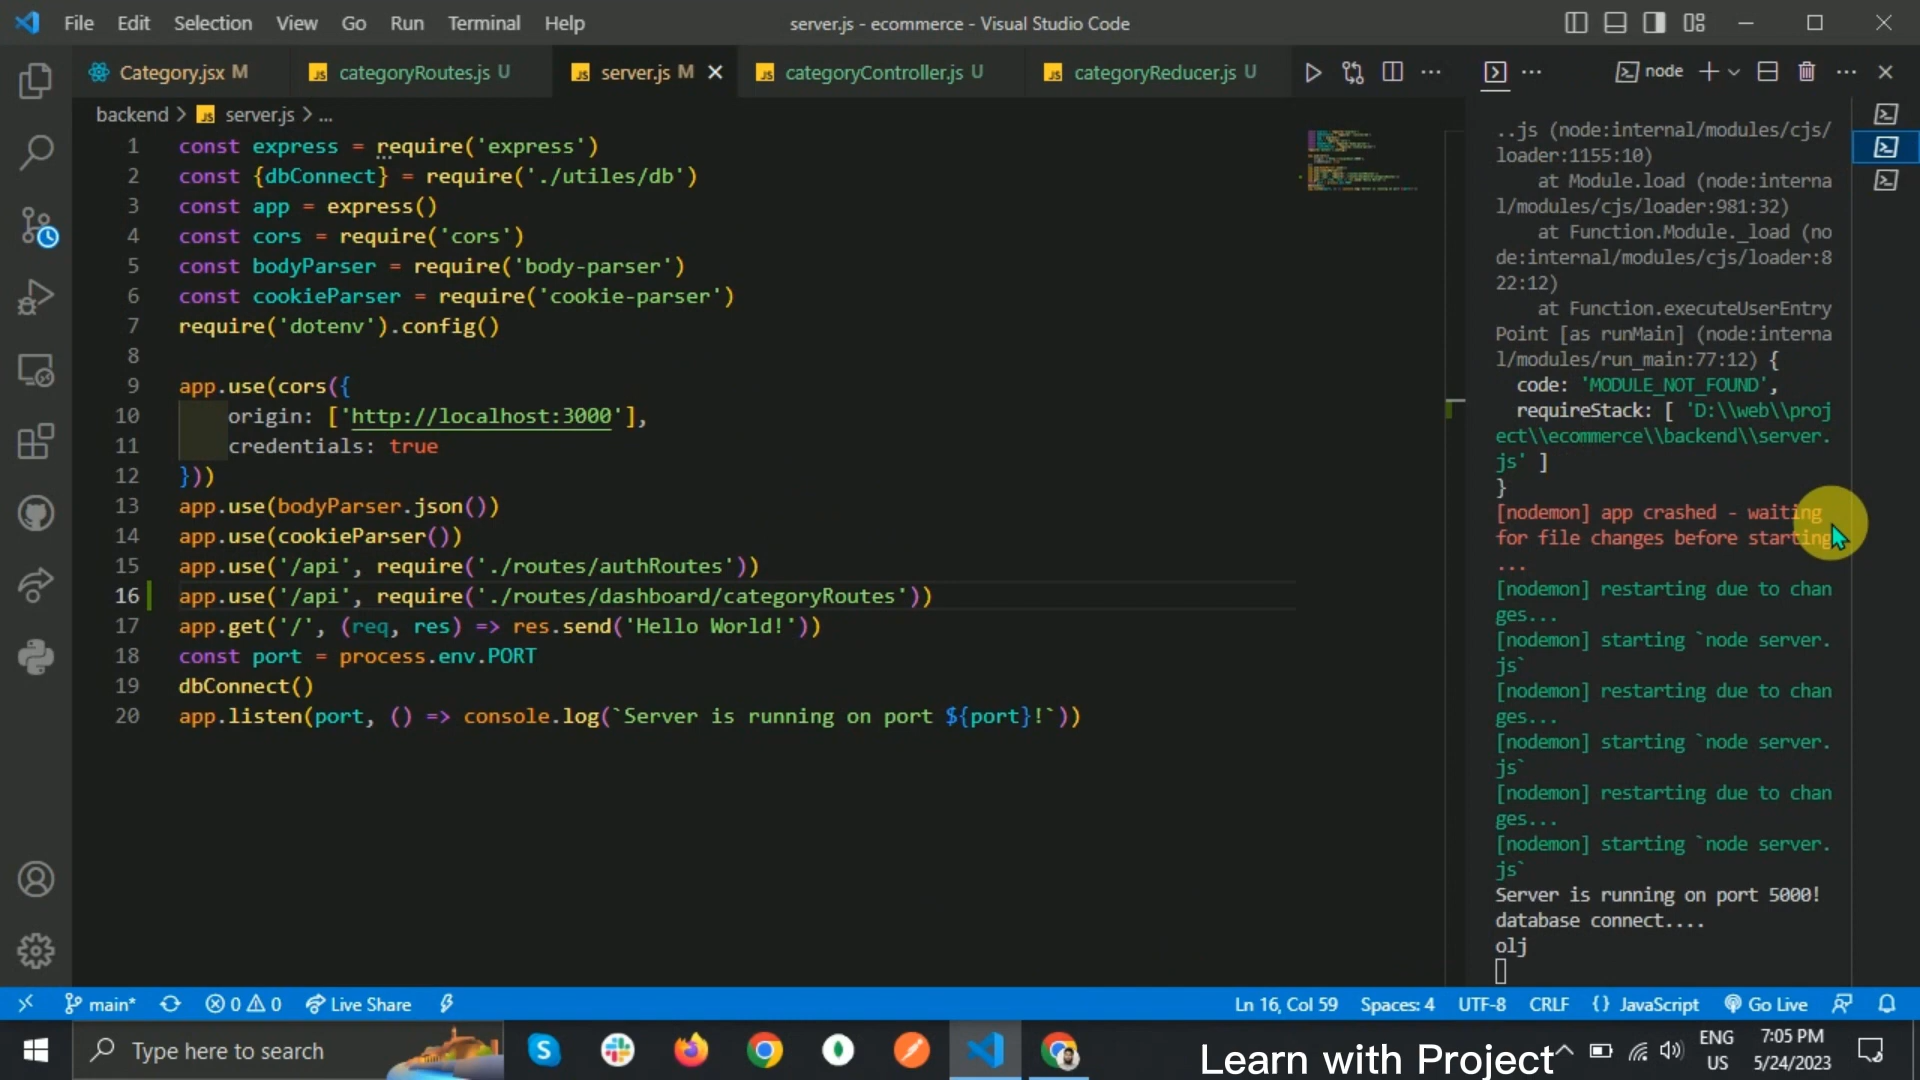 File Edit Selection View Go Run Terminal Help
server.js - ecommerce - Visual Studio Code
Category.jsx M
categoryRoutes.js U
server.js M
categoryController.js U
categoryReducer.js U
node
backend > server.js > ...
1 const express = require('express')
2 const {dbConnect} = require('./utiles/db')
3 const app = express()
4 const cors = require('cors')
5 const bodyParser = require('body-parser')
6 const cookieParser = require('cookie-parser')
7 require('dotenv').config()
8
9 app.use(cors({
10 origin: ['http://localhost:3000'],
11 credentials: true
12 }))
13 app.use(bodyParser.json())
14 app.use(cookieParser())
15 app.use('/api', require('./routes/authRoutes'))
16 app.use('/api', require('./routes/dashboard/categoryRoutes'))
17 app.get('/', (req, res) => res.send('Hello World!'))
18 const port = process.env.PORT
19 dbConnect()
20 app.listen(port, () => console.log(`Server is running on port ${port}!`))
..js (node:internal/modules/cjs/
loader:1155:10)
at Module.load (node:interna
l/modules/cjs/loader:981:32)
at Function.Module._load (no
de:internal/modules/cjs/loader:8
22:12)
at Function.executeUserEntry
Point [as runMain] (node:interna
l/modules/run_main:77:12) {
code: 'MODULE_NOT_FOUND',
requireStack: [ 'D:\\web\\proj
ect\\ecommerce\\backend\\server.
js' ]
}
[nodemon] app crashed - waiting
for file changes before starting
...
[nodemon] restarting due to chan
ges...
[nodemon] starting `node server.
js`
[nodemon] restarting due to chan
ges...
[nodemon] starting `node server.
js`
[nodemon] restarting due to chan
ges...
[nodemon] starting `node server.
js`
Server is running on port 5000!
database connect....
olj
main* 0 0 Live Share
Ln 16, Col 59 Spaces: 4 UTF-8 CRLF {} JavaScript Go Live
Type here to search
Learn with Project
ENG
US
7:05 PM
5/24/2023